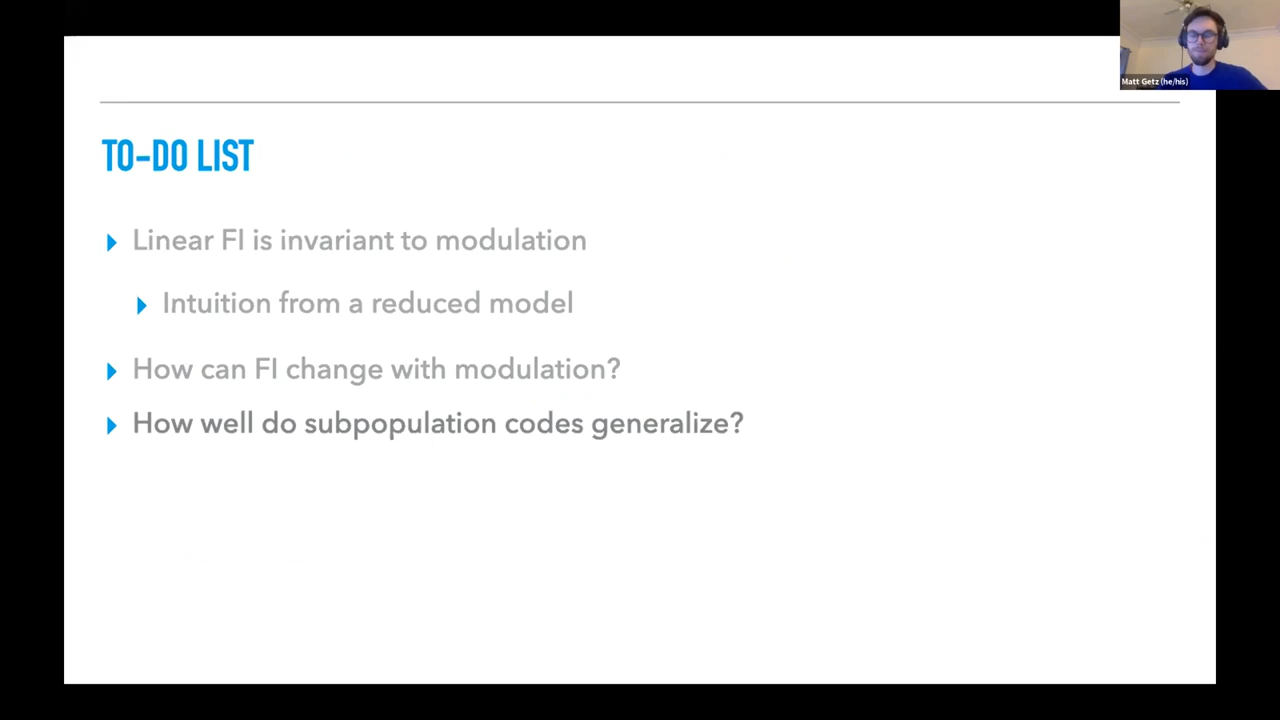 Matt Getz (he/his)
TO-DO LIST
Linear FI is invariant to modulation
Intuition from a reduced model
How can FI change with modulation?
How well do subpopulation codes generalize?